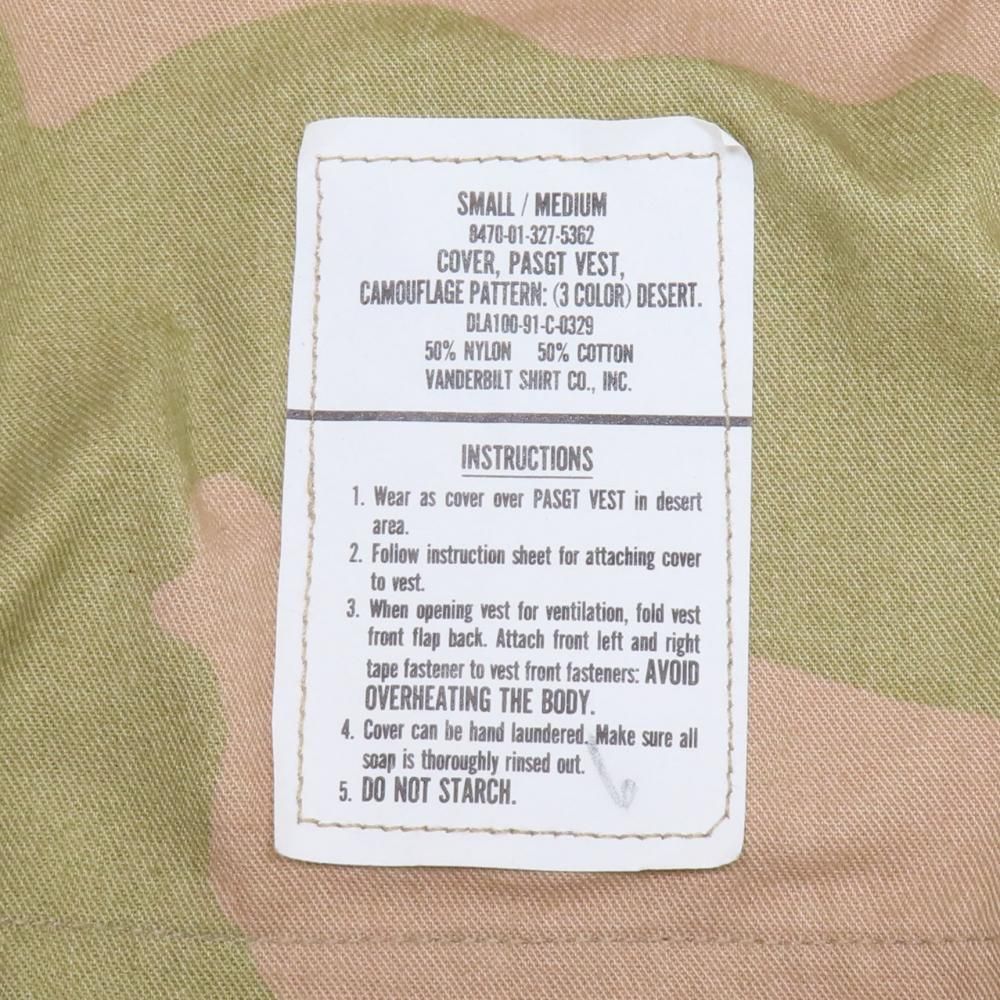 SMALL / MEDIUM
8470-01-327-5362
COVER, PASGT VEST,
CAMOUFLAGE PATTERN: (3 COLOR) DESERT.
DLA100-91-C-0329
50% NYLON 50% COTTON
VANDERBILT SHIRT CO., INC.
INSTRUCTIONS
1. Wear as cover over PASGT VEST in desert
area.
2. Follow instruction sheet for attaching cover
to vest.
3. When opening vest for ventilation, fold vest
front flap back. Attach front left and right
tape fastener to vest front fasteners: AVOID
OVERHEATING THE BODY.
4. Cover can be hand laundered. Make sure all
soap is thoroughly rinsed out.
5. DO NOT STARCH.